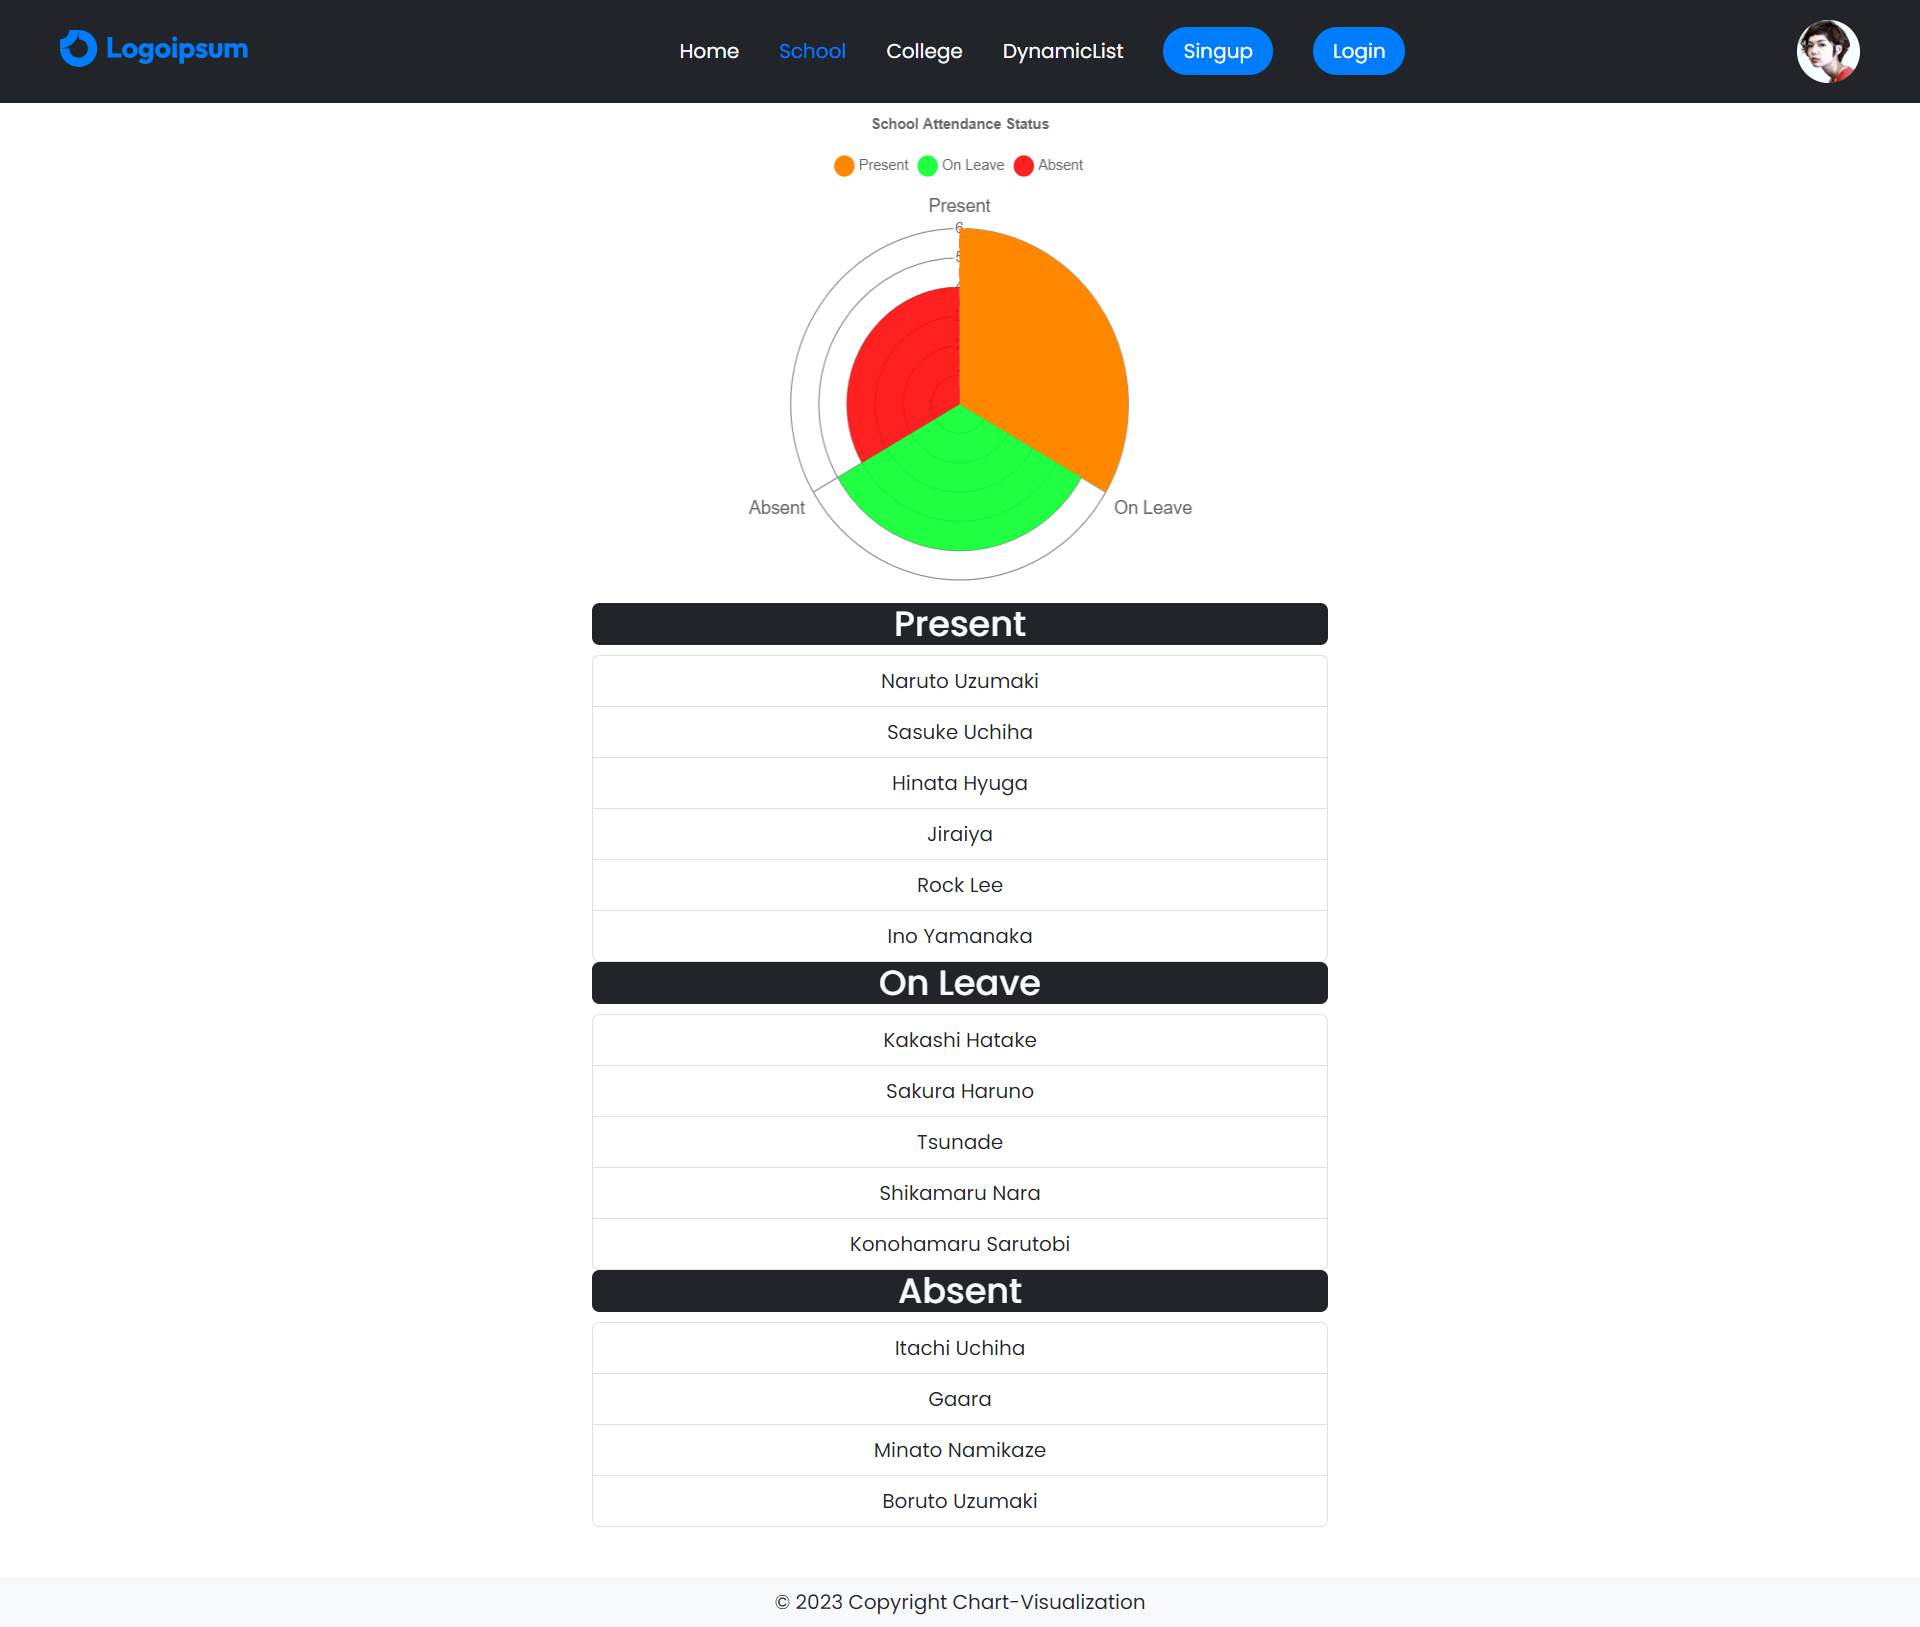 Logoipsum
Home School College DynamicList Singup Login
School Attendance Status
Present On Leave Absent
Present
6
5
Absent
On Leave
Present
Naruto Uzumaki
Sasuke Uchiha
Hinata Hyuga
Jiraiya
Rock Lee
Ino Yamanaka
On Leave
Kakashi Hatake
Sakura Haruno
Tsunade
Shikamaru Nara
Konohamaru Sarutobi
Absent
Itachi Uchiha
Gaara
Minato Namikaze
Boruto Uzumaki
© 2023 Copyright Chart-Visualization